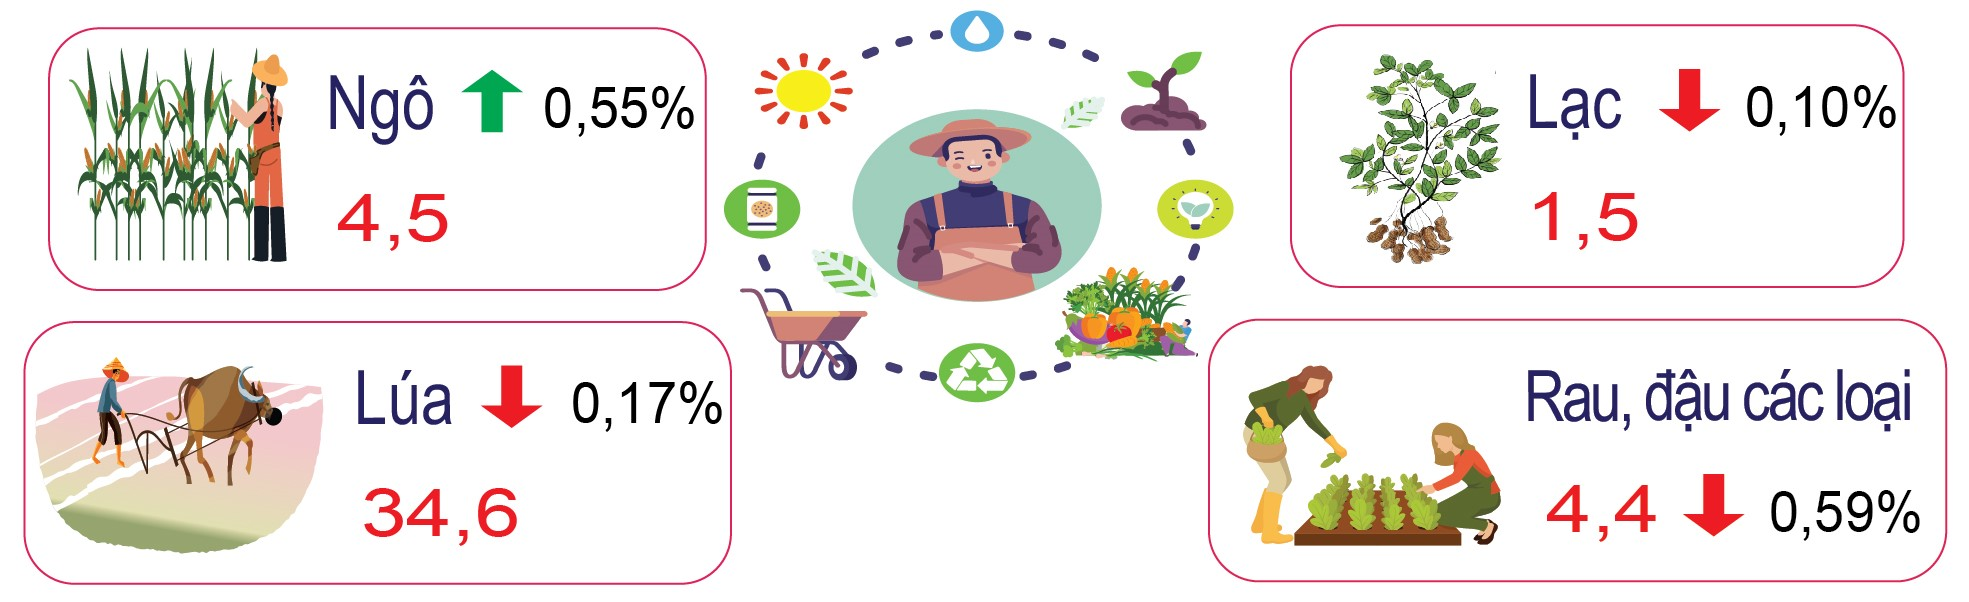 Ngô 0,55%
4,5
Lúa 0,17%
34,6
Lạc 0,10%
1,5
Rau, đậu các loại
4,4 0,59%